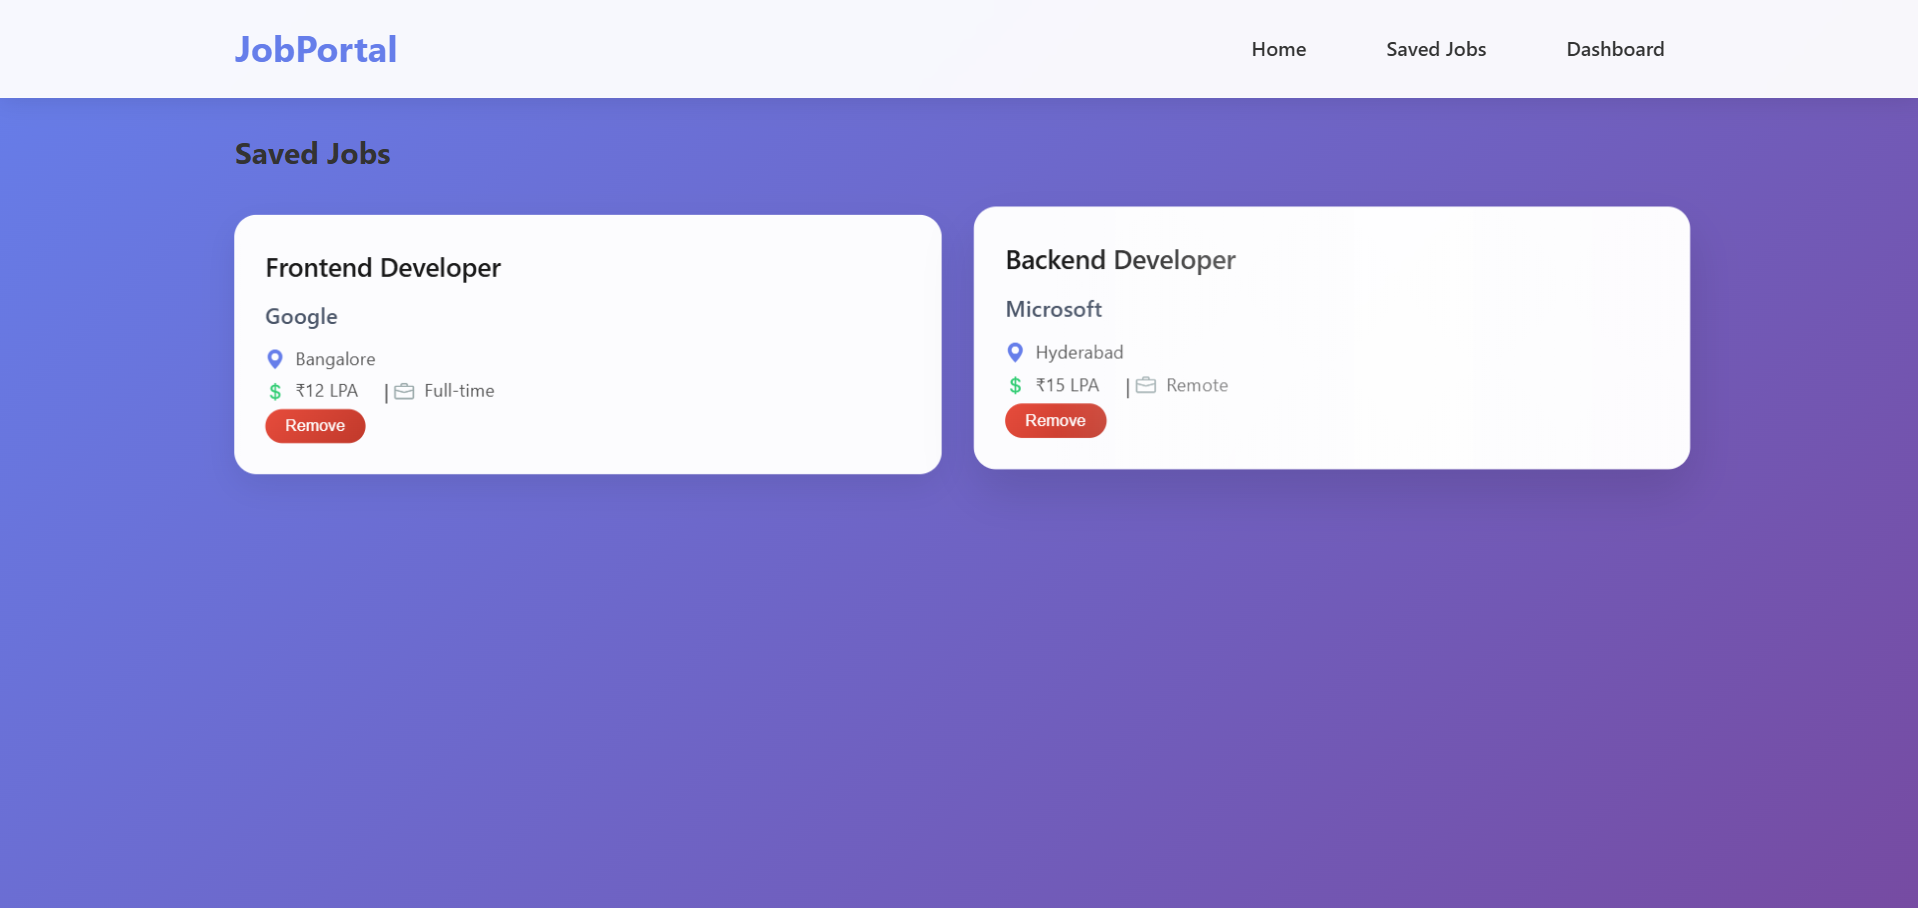 JobPortal
Home Saved Jobs Dashboard
Saved Jobs
Frontend Developer
Google
Bangalore
$ ₹12 LPA | Full-time
Remove
Backend Developer
Microsoft
Hyderabad
$ ₹15 LPA | Remote
Remove